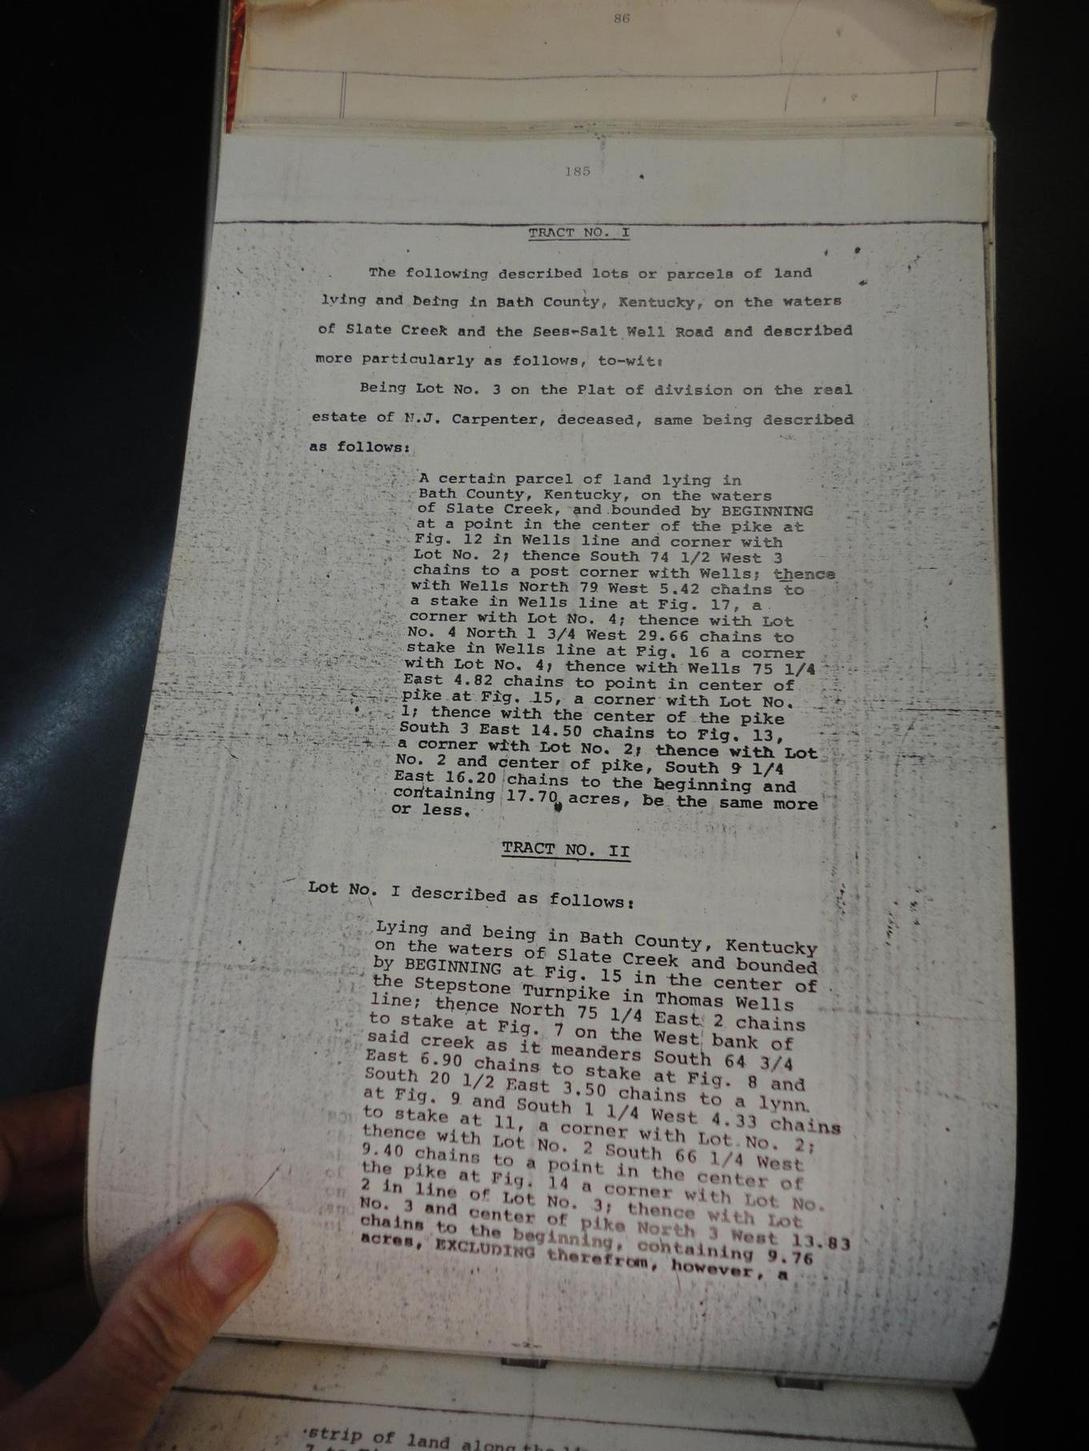 86
185
TRACT NO. I
The following described lots or parcels of land
lying and being in Bath County, Kentucky, on the waters
of Slate Creek and the Sees-Salt Well Road and described
more particularly as follows, to-wit:
Being Lot No. 3 on the Plat of division on the real
estate of N.J. Carpenter, deceased, same being described
as follows:
A certain parcel of land lying in
Bath County, Kentucky, on the waters
of Slate Creek, and bounded by BEGINNING
at a point in the center of the pike at
Fig. 12 in Wells line and corner with
Lot No. 2; thence South 74 1/2 West 3
chains to a post corner with Wells; thence
with Wells North 79 West 5.42 chains to
a stake in Wells line at Fig. 17, a
corner with Lot No. 4; thence with Lot
No. 4 North 1 3/4 West 29.66 chains to
stake in Wells line at Fig. 16 a corner
with Lot No. 4; thence with Wells 75 1/4
East 4.82 chains to point in center of
pike at Fig. 15, a corner with Lot No.
1; thence with the center of the pike
South 3 East 14.50 chains to Fig. 13,
a corner with Lot No. 2; thence with Lot
No. 2 and center of pike, South 9 1/4
East 16.20 chains to the beginning and
containing 17.70 acres, be the same more
or less.
TRACT NO. II
Lot No. I described as follows:
Lying and being in Bath County, Kentucky
on the waters of Slate Creek and bounded
by BEGINNING at Fig. 15 in the center of
the Stepstone Turnpike in Thomas Wells
line; thence North 75 1/4 East 2 chains
to stake at Fig. 7 on the West bank of
said creek as it meanders South 64 3/4
East 6.90 chains to stake at Fig. 8 and
South 20 1/2 East 3.50 chains to a lynn
at Fig. 9 and South 1 1/4 West 4.33 chains
to stake at 11, a corner with Lot No. 2;
thence with Lot No. 2 South 66 1/4 West
9.40 chains to a point in the center of
the pike at Fig. 14 a corner with Lot No.
2 in line of Lot No. 3; thence with Lot
No. 3 and center of pike North 3 West 13.83
chains to the beginning, containing 9.76
acres, EXCLUDING therefrom, however, a
-2-
strip of land along the